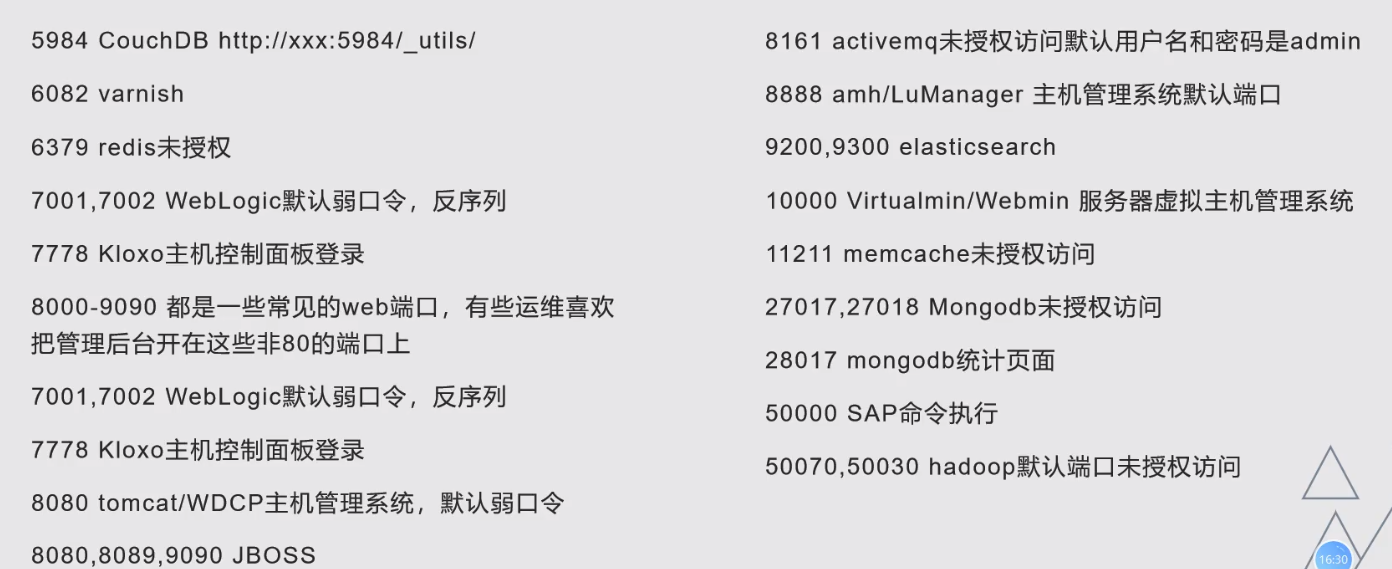 5984 CouchDB http://xxx:5984/_utils/
6082 varnish
6379 redis未授权
7001,7002 WebLogic默认弱口令，反序列
7778 Kloxo主机控制面板登录
8000-9090 都是一些常见的web端口，有些运维喜欢
把管理后台开在这些非80的端口上
7001,7002 WebLogic默认弱口令，反序列
7778 Kloxo主机控制面板登录
8080 tomcat/WDCP主机管理系统，默认弱口令
8080,8089,9090 JBOSS
8161 activemq未授权访问默认用户名和密码是admin
8888 amh/LuManager 主机管理系统默认端口
9200,9300 elasticsearch
10000 Virtualmin/Webmin 服务器虚拟主机管理系统
11211 memcache未授权访问
27017,27018 Mongodb未授权访问
28017 mongodb统计页面
50000 SAP命令执行
50070,50030 hadoop默认端口未授权访问
16:30